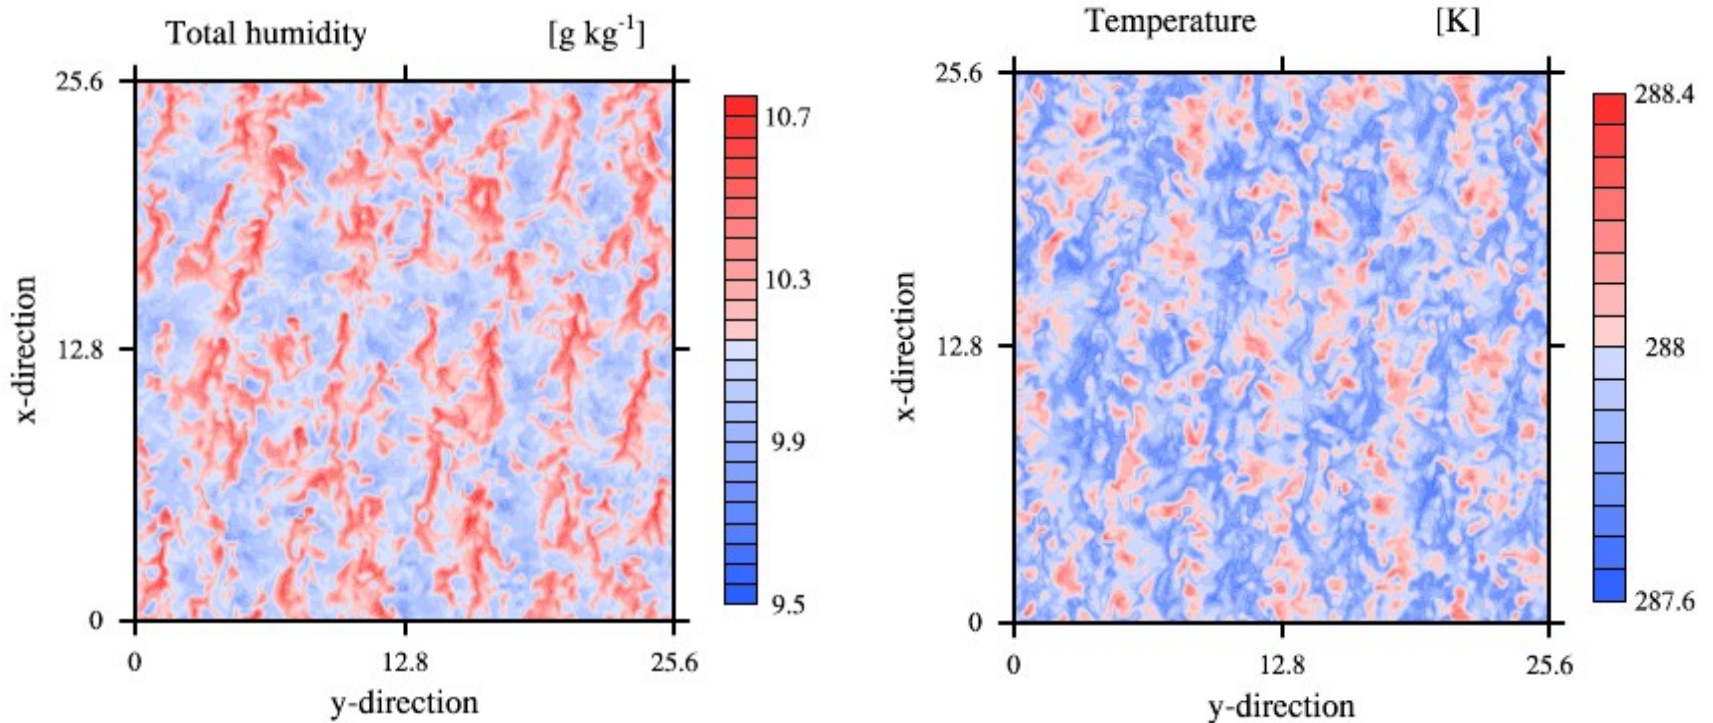 Total humidity [g kg⁻¹]
25.6
12.8
0
x-direction
0 12.8 25.6
y-direction
10.7
10.3
9.9
9.5
Temperature [K]
25.6
12.8
0
x-direction
0 12.8 25.6
y-direction
288.4
288
287.6